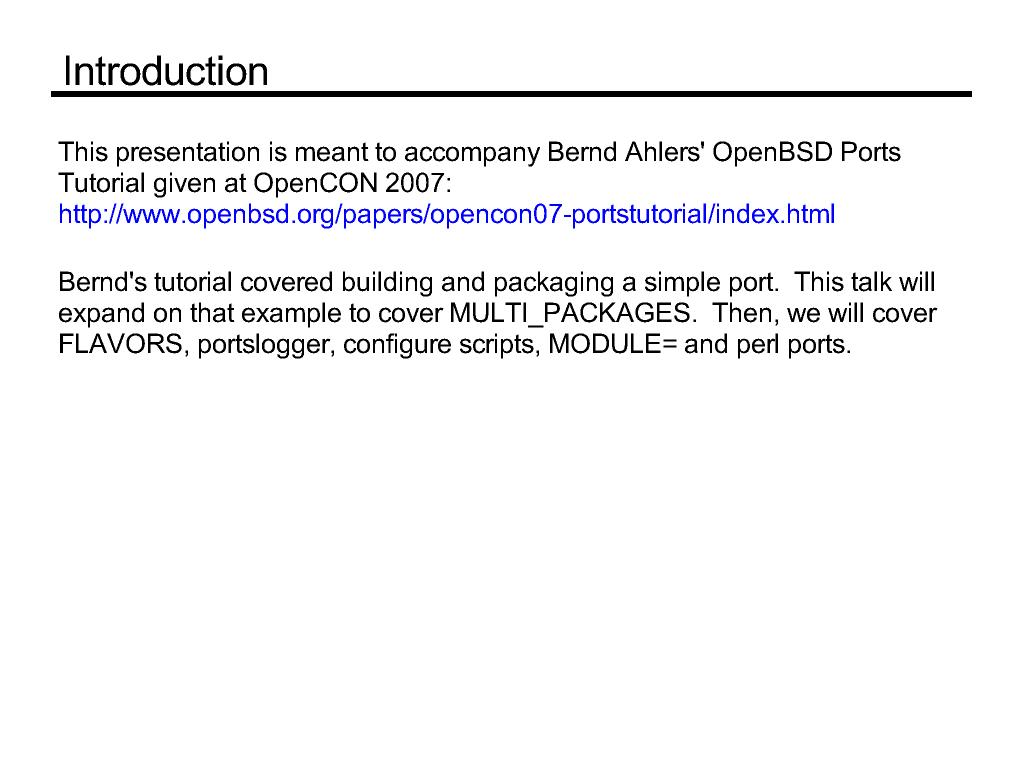 Introduction
This presentation is meant to accompany Bernd Ahlers' OpenBSD Ports
Tutorial given at OpenCON 2007:
http://www.openbsd.org/papers/opencon07-portstutorial/index.html
Bernd's tutorial covered building and packaging a simple port.  This talk will
expand on that example to cover MULTI_PACKAGES.  Then, we will cover
FLAVORS, portslogger, configure scripts, MODULE= and perl ports.